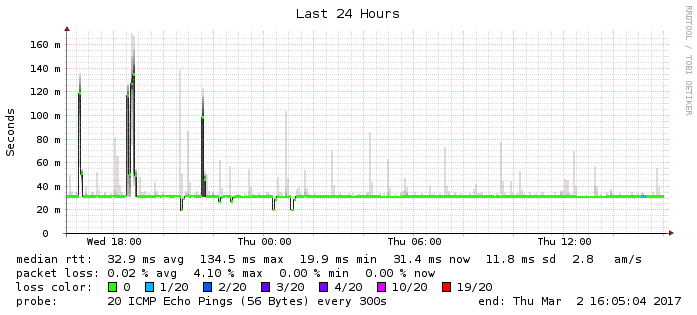 Last 24 Hours
RRDTOOL / TOBI OETIKER
Seconds
160 m
140 m
120 m
100 m
80 m
60 m
40 m
20 m
0
Wed 18:00 Thu 00:00 Thu 06:00 Thu 12:00
median rtt: 32.9 ms avg 134.5 ms max 19.9 ms min 31.4 ms now 11.8 ms sd 2.8 am/s
packet loss: 0.02 % avg 4.10 % max 0.00 % min 0.00 % now
loss color: 0 1/20 2/20 3/20 4/20 10/20 19/20
probe: 20 ICMP Echo Pings (56 Bytes) every 300s end: Thu Mar 2 16:05:04 2017